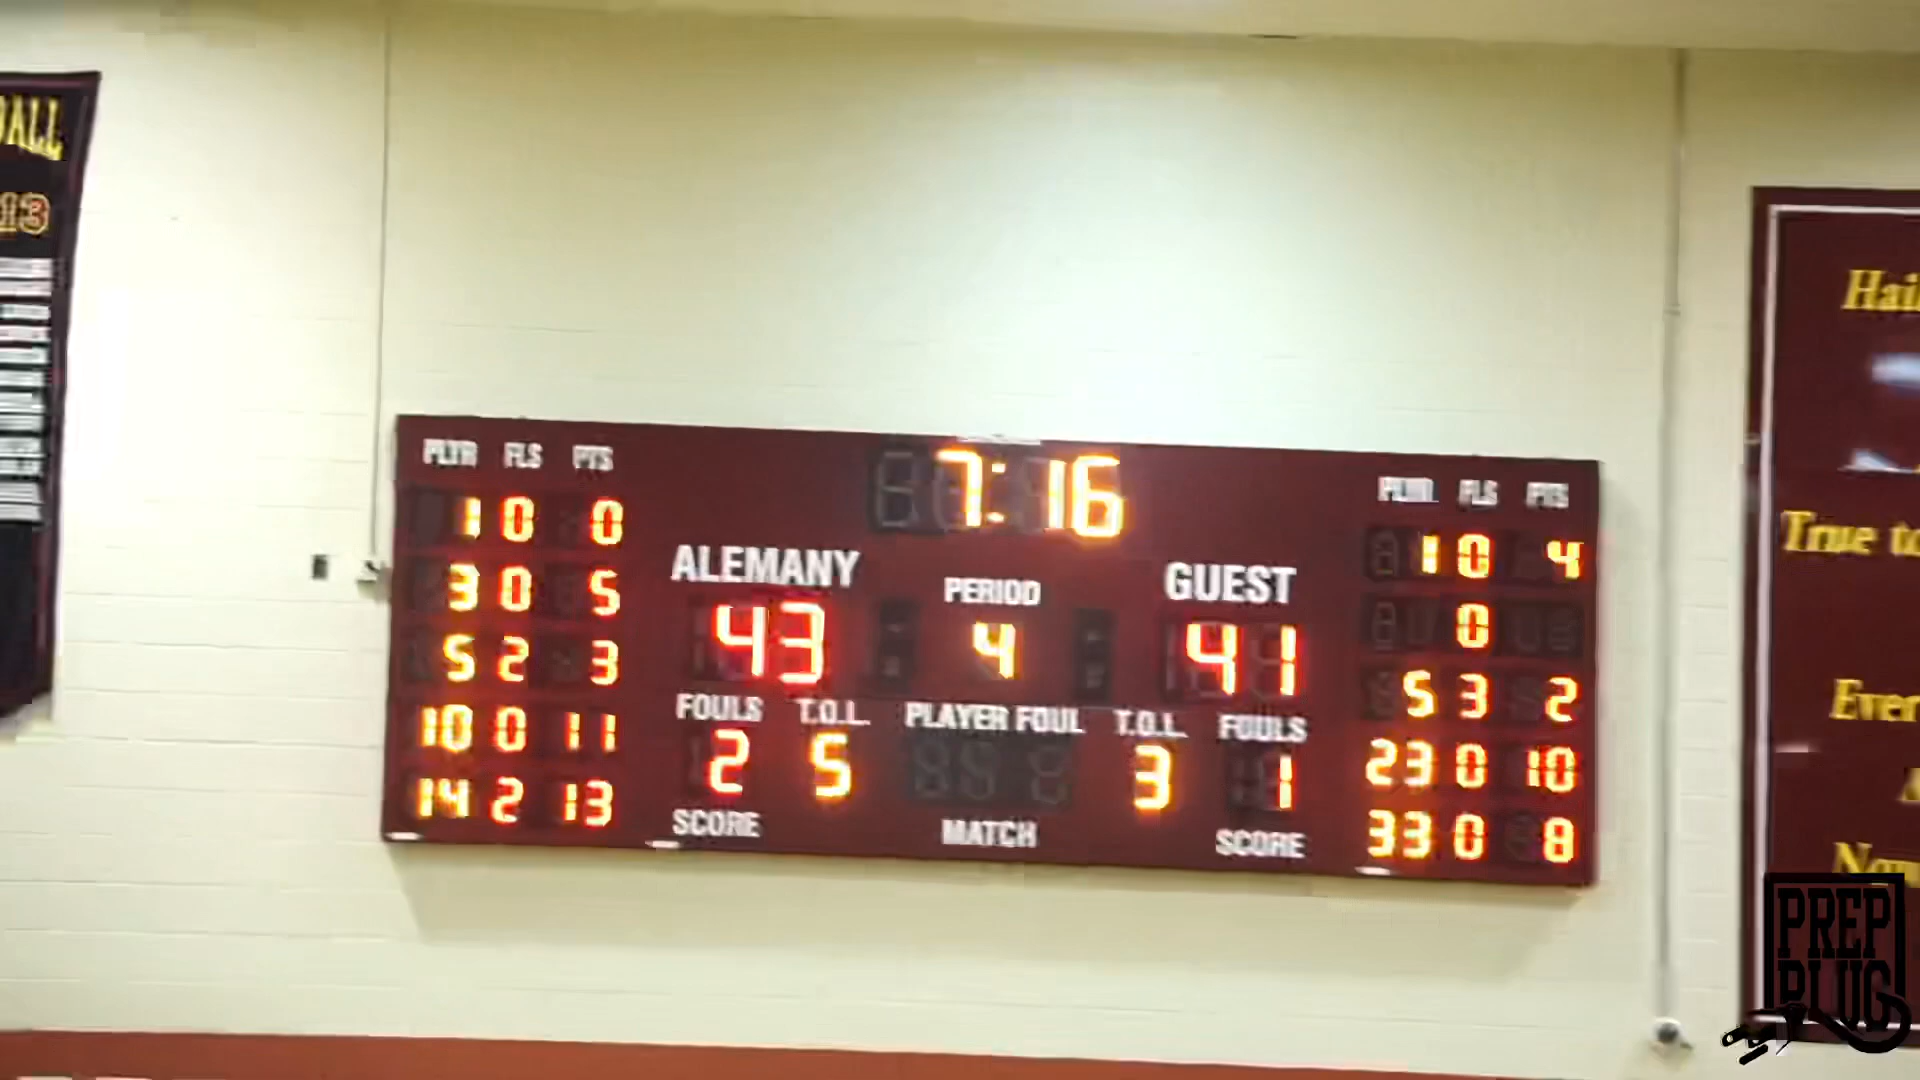 13
PLYR FLS PTS
7:16
PLYR FLS PTS
1 0 0
3 0 5
5 2 3
10 0 11
14 2 13
ALEMANY
43
PERIOD
4
GUEST
41
FOULS T.O.L. PLAYER FOUL T.O.L. FOULS
2 5 3 1
SCORE MATCH SCORE
1 0 4
0
5 3 2
23 0 10
33 0 8
True to
PREP
PLUG